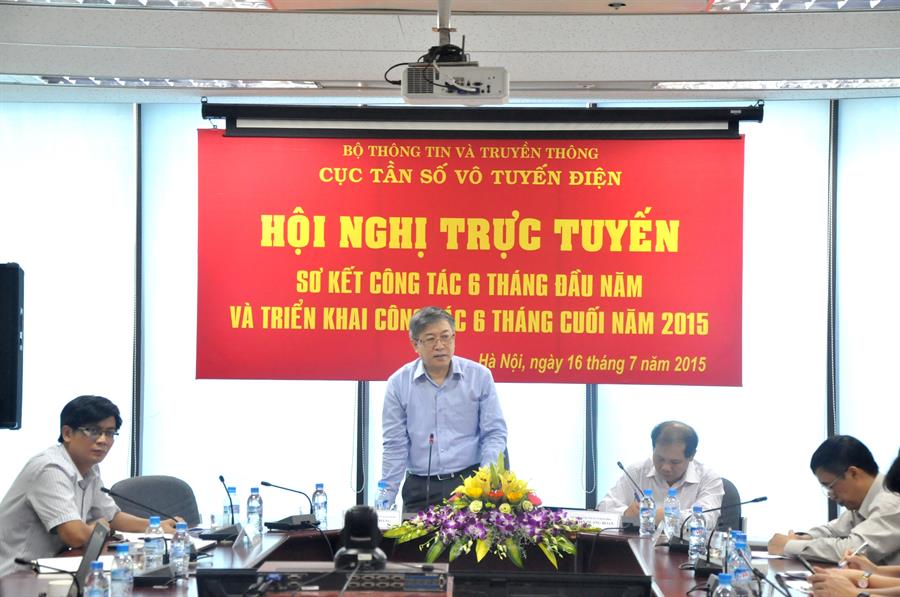 BỘ THÔNG TIN VÀ TRUYỀN THÔNG
CỤC TẦN SỐ VÔ TUYẾN ĐIỆN
HỘI NGHỊ TRỰC TUYẾN
SƠ KẾT CÔNG TÁC 6 THÁNG ĐẦU NĂM
VÀ TRIỂN KHAI CÔNG TÁC 6 THÁNG CUỐI NĂM 2015
Hà Nội, ngày 16 tháng 7 năm 2015